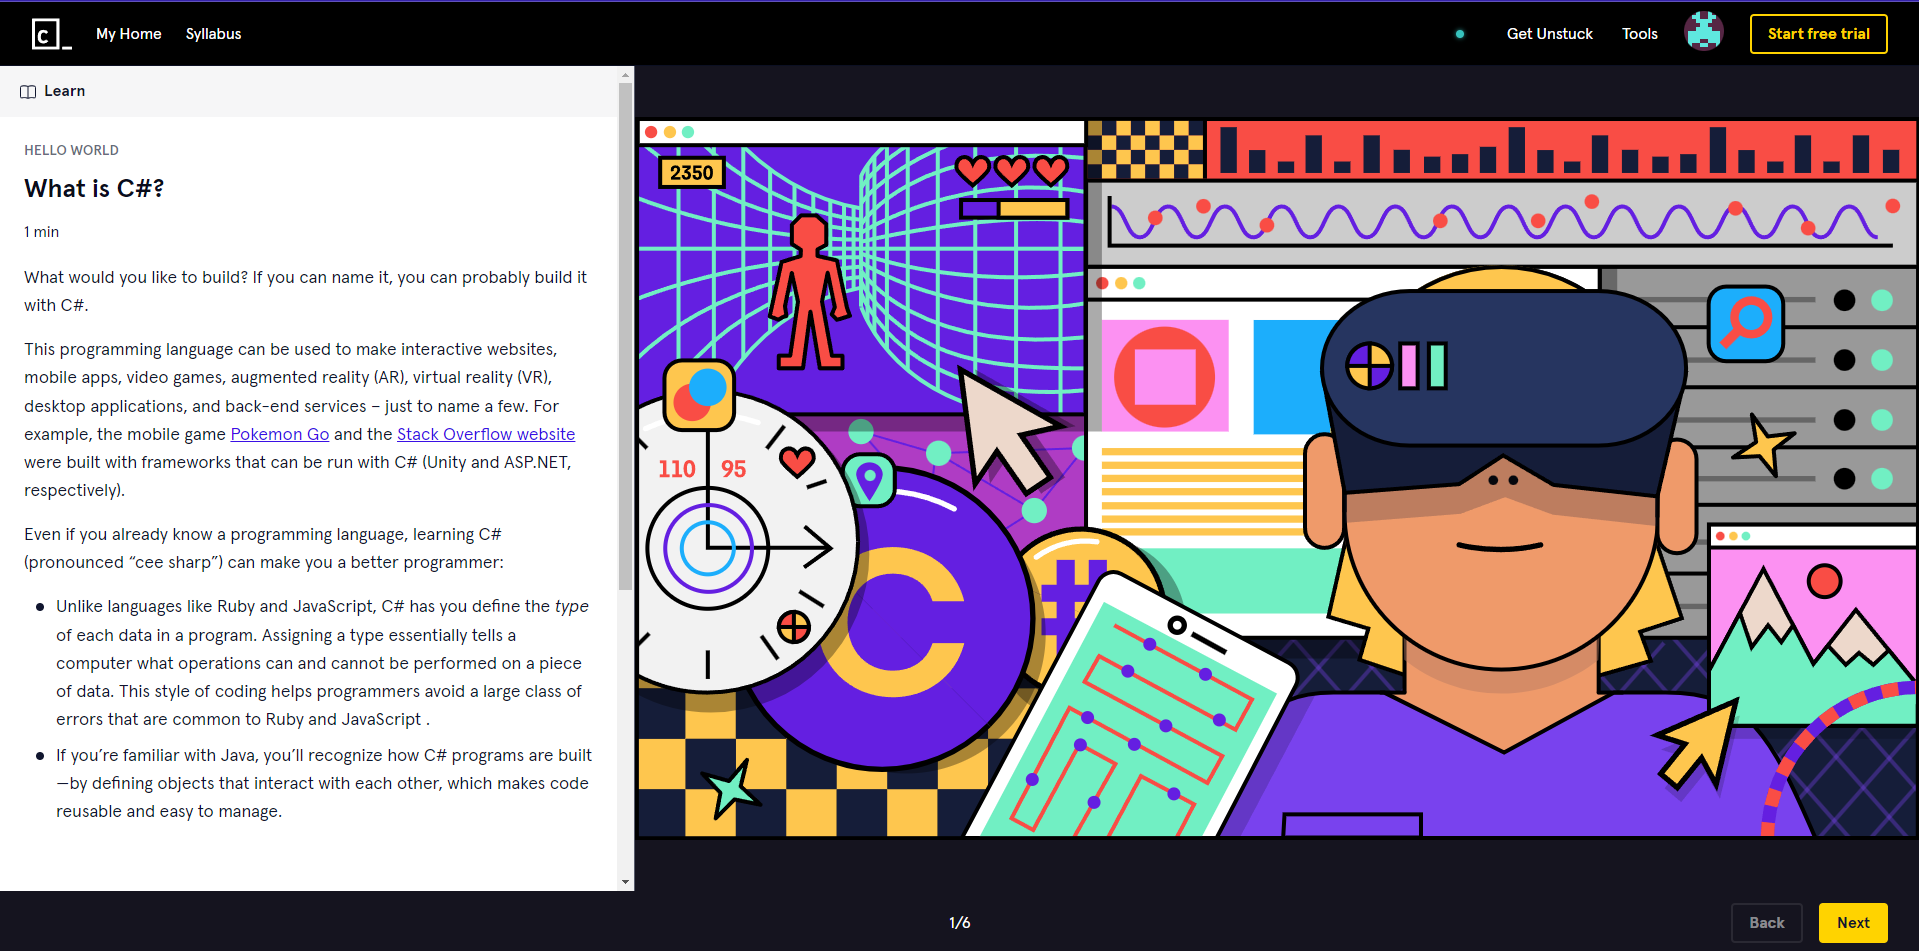 C_
My Home
Syllabus
Get Unstuck
Tools
Start free trial
Learn
HELLO WORLD
What is C#?
1 min
What would you like to build? If you can name it, you can probably build it
with C#.
This programming language can be used to make interactive websites,
mobile apps, video games, augmented reality (AR), virtual reality (VR),
desktop applications, and back-end services – just to name a few. For
example, the mobile game Pokemon Go and the Stack Overflow website
were built with frameworks that can be run with C# (Unity and ASP.NET,
respectively).
Even if you already know a programming language, learning C#
(pronounced “cee sharp”) can make you a better programmer:
Unlike languages like Ruby and JavaScript, C# has you define the type
of each data in a program. Assigning a type essentially tells a
computer what operations can and cannot be performed on a piece
of data. This style of coding helps programmers avoid a large class of
errors that are common to Ruby and JavaScript .
If you’re familiar with Java, you’ll recognize how C# programs are built
—by defining objects that interact with each other, which makes code
reusable and easy to manage.
2350
110 95
C
#
1/6
Back
Next